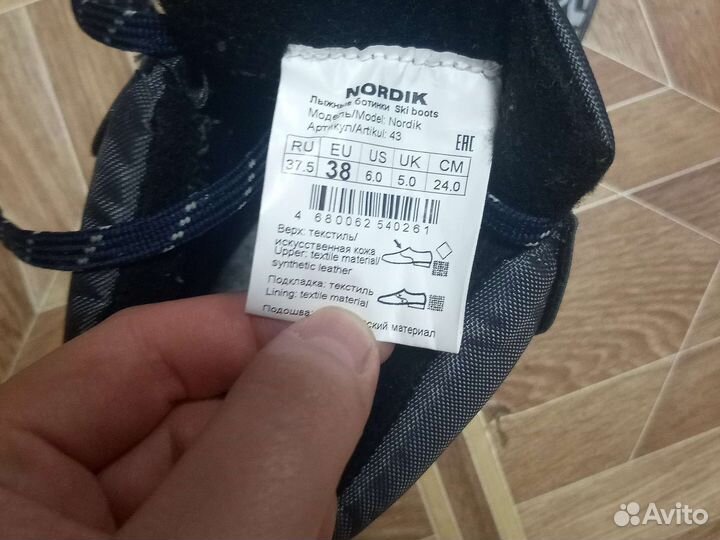 NORDIK
Лыжные ботинки Ski boots
Модель/Model: Nordik
Артикул/Artikul: 43
EAC
RU EU US UK CM
37.5 38 6.0 5.0 24.0
4 680062 540261
Верх: текстиль/
искусственная кожа
Upper: textile material/
synthetic leather
Подкладка: текстиль
Lining: textile material
Подошва: ский материал
Avito